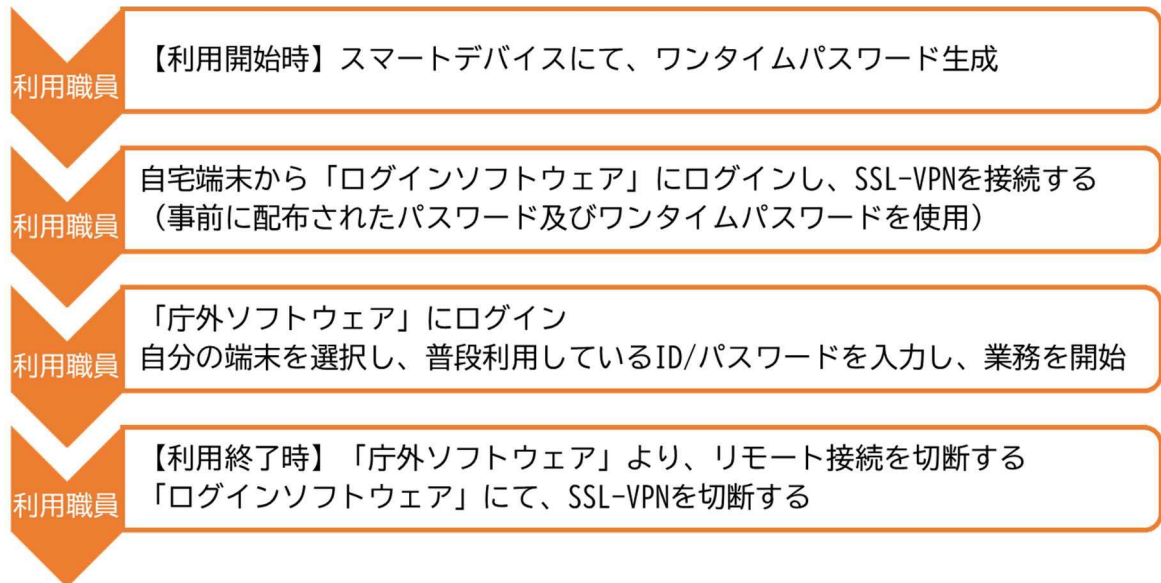 利用職員
【利用開始時】スマートデバイスにて、ワンタイムパスワード生成
利用職員
自宅端末から「ログインソフトウェア」にログインし、SSL-VPNを接続する
（事前に配布されたパスワード及びワンタイムパスワードを使用）
利用職員
「庁外ソフトウェア」にログイン
自分の端末を選択し、普段利用しているID/パスワードを入力し、業務を開始
利用職員
【利用終了時】「庁外ソフトウェア」より、リモート接続を切断する
「ログインソフトウェア」にて、SSL-VPNを切断する